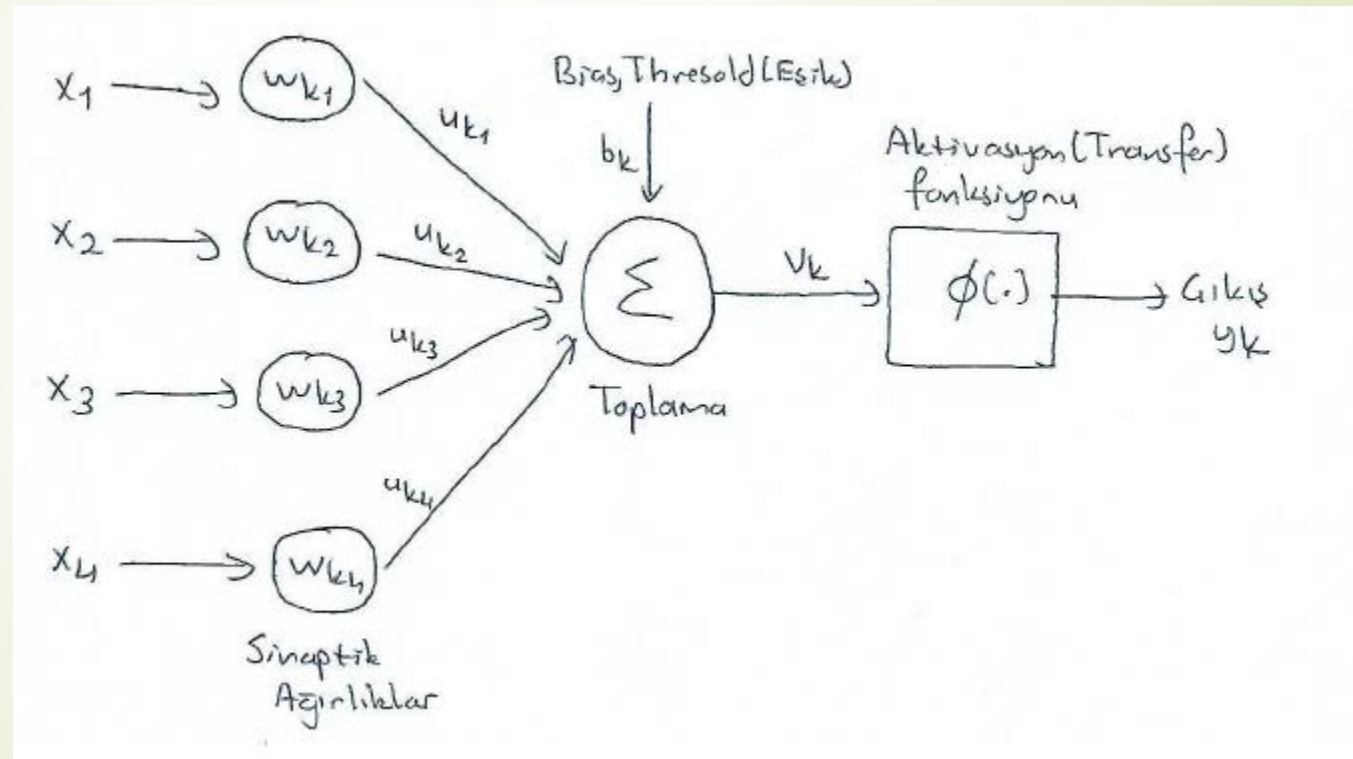 x1
wk1
uk1
x2
wk2
uk2
x3
wk3
uk3
x4
wk4
uk4
Sinaptik
Ağırlıklar
Bias,Thresold(Eşik)
bk
Σ
Toplama
vk
Aktivasyon(Transfer)
fonksiyonu
ϕ(.)
Çıkış
yk